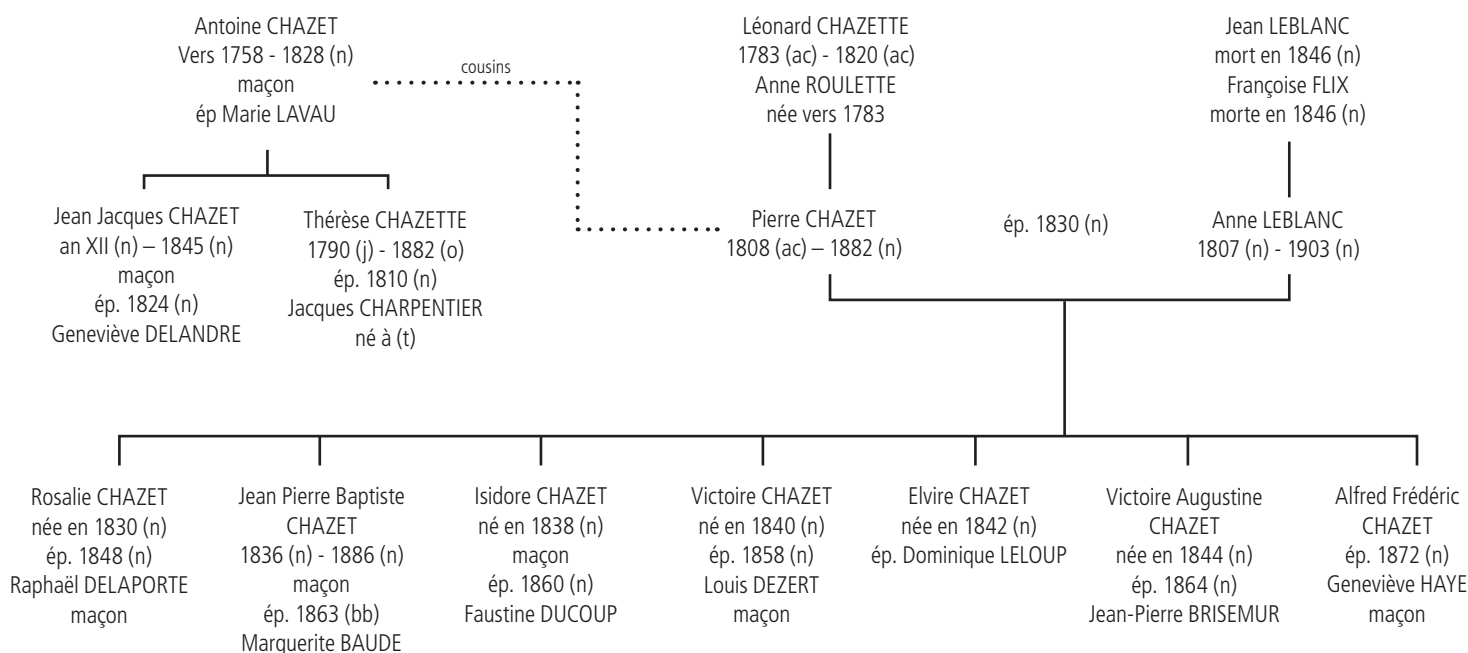 Antoine CHAZET
Vers 1758 - 1828 (n)
maçon
ép Marie LAVAU
cousins
Léonard CHAZETTE
1783 (ac) - 1820 (ac)
Anne ROULETTE
née vers 1783
Jean LEBLANC
mort en 1846 (n)
Françoise FLIX
morte en 1846 (n)
Jean Jacques CHAZET
an XII (n) – 1845 (n)
maçon
ép. 1824 (n)
Geneviève DELANDRE
Thérèse CHAZETTE
1790 (j) - 1882 (o)
ép. 1810 (n)
Jacques CHARPENTIER
né à (t)
Pierre CHAZET
1808 (ac) – 1882 (n)
ép. 1830 (n)
Anne LEBLANC
1807 (n) - 1903 (n)
Rosalie CHAZET
née en 1830 (n)
ép. 1848 (n)
Raphaël DELAPORTE
maçon
Jean Pierre Baptiste
CHAZET
1836 (n) - 1886 (n)
maçon
ép. 1863 (bb)
Marguerite BAUDE
Isidore CHAZET
né en 1838 (n)
maçon
ép. 1860 (n)
Faustine DUCOUP
Victoire CHAZET
né en 1840 (n)
ép. 1858 (n)
Louis DEZERT
maçon
Elvire CHAZET
née en 1842 (n)
ép. Dominique LELOUP
Victoire Augustine
CHAZET
née en 1844 (n)
ép. 1864 (n)
Jean-Pierre BRISEMUR
Alfred Frédéric
CHAZET
ép. 1872 (n)
Geneviève HAYE
maçon